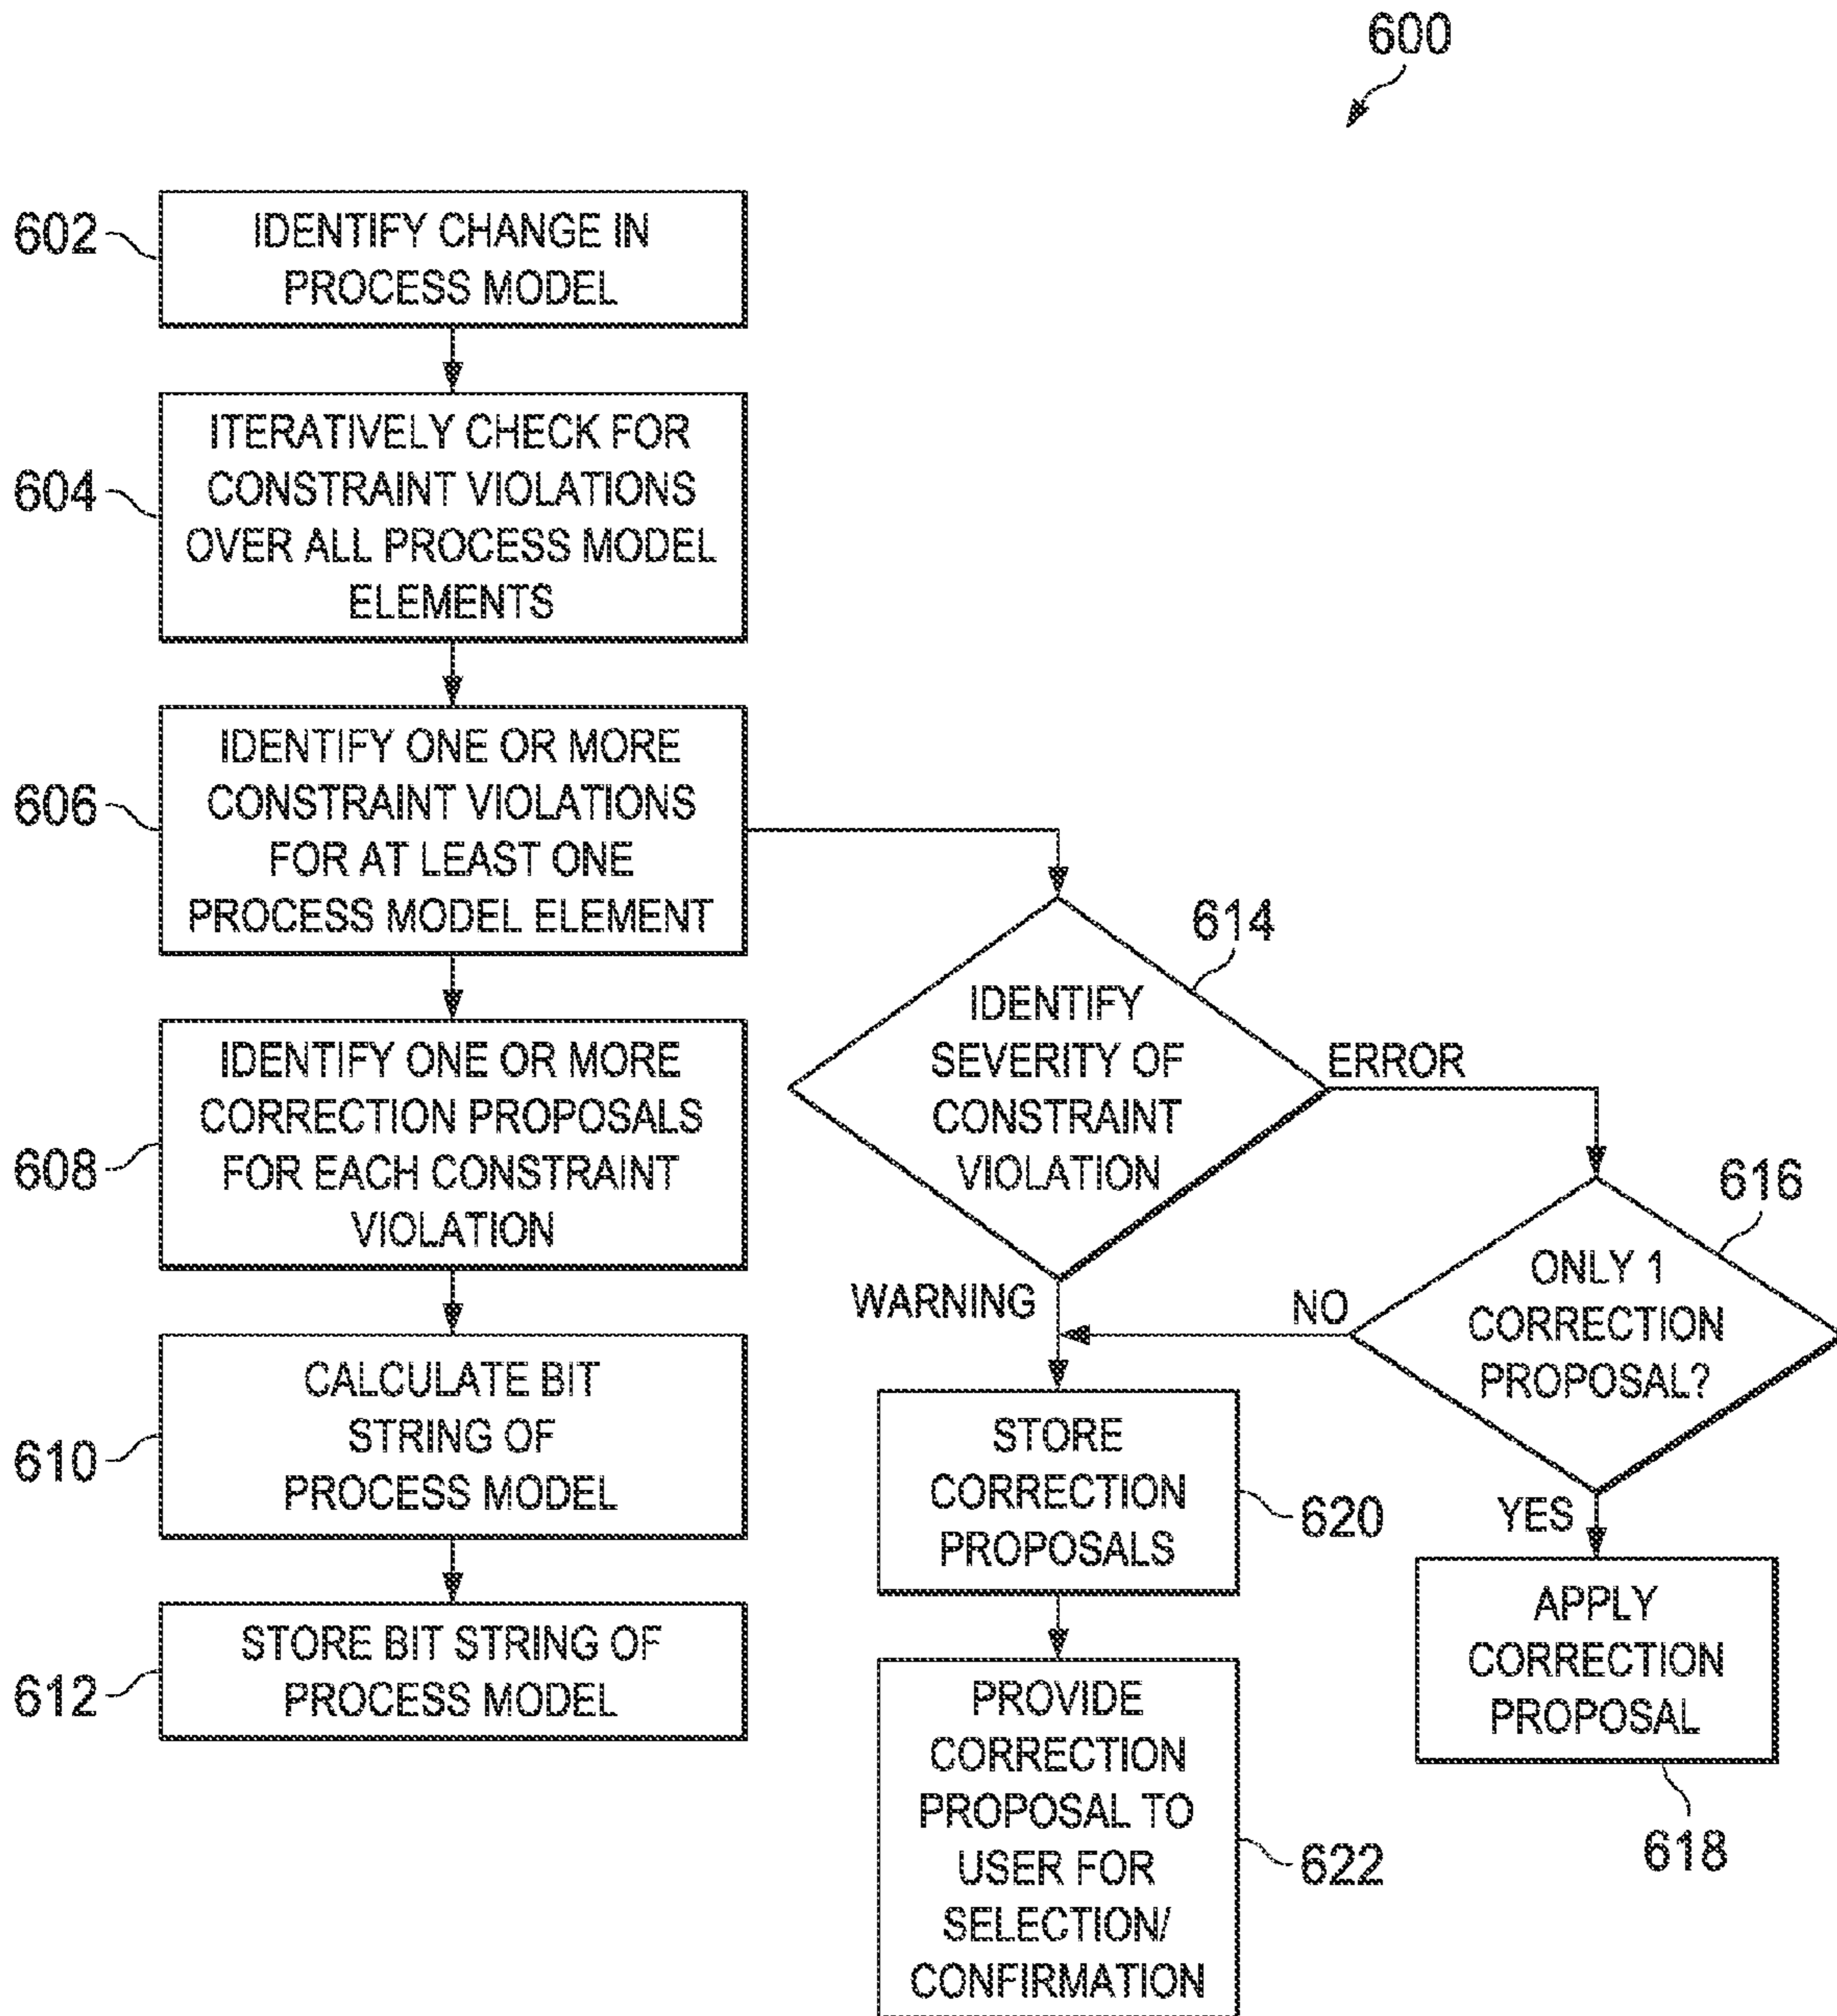 600
602
IDENTIFY CHANGE IN
PROCESS MODEL
604
ITERATIVELY CHECK FOR
CONSTRAINT VIOLATIONS
OVER ALL PROCESS MODEL
ELEMENTS
606
IDENTIFY ONE OR MORE
CONSTRAINT VIOLATIONS
FOR AT LEAST ONE
PROCESS MODEL ELEMENT
608
IDENTIFY ONE OR MORE
CORRECTION PROPOSALS
FOR EACH CONSTRAINT
VIOLATION
610
CALCULATE BIT
STRING OF
PROCESS MODEL
612
STORE BIT STRING OF
PROCESS MODEL
614
IDENTIFY
SEVERITY OF
CONSTRAINT
VIOLATION
ERROR
WARNING
616
ONLY 1
CORRECTION
PROPOSAL?
NO
YES
STORE
CORRECTION
PROPOSALS
620
APPLY
CORRECTION
PROPOSAL
618
PROVIDE
CORRECTION
PROPOSAL TO
USER FOR
SELECTION/
CONFIRMATION
622